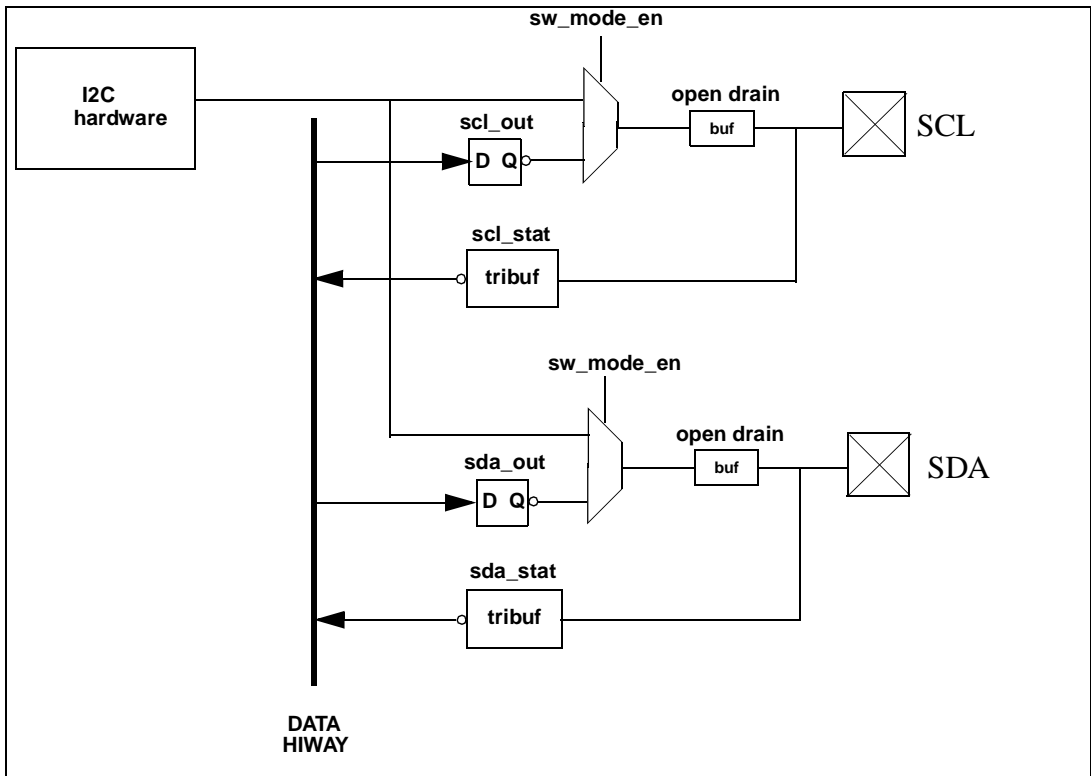 sw_mode_en
I2C
hardware
open drain
scl_out
buf
SCL
D Q
scl_stat
tribuf
sw_mode_en
open drain
sda_out
buf
SDA
D Q
sda_stat
tribuf
DATA
HIWAY